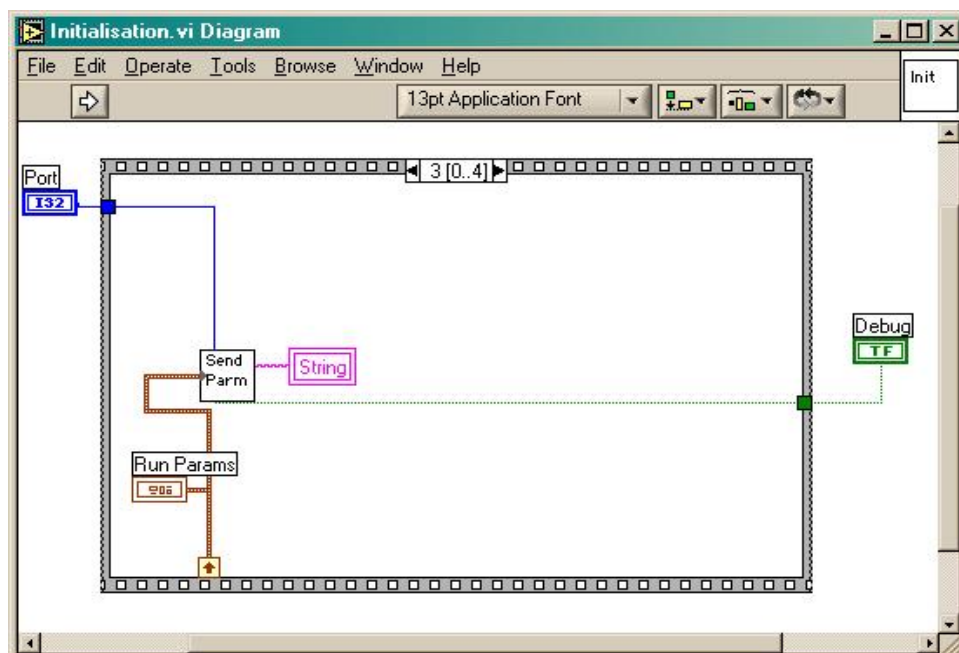 Initialisation.vi Diagram
File Edit Operate Tools Browse Window Help
Init
13pt Application Font
3 [0..4]
Port
I32
Debug
TF
Send
Parm
String
Run Params